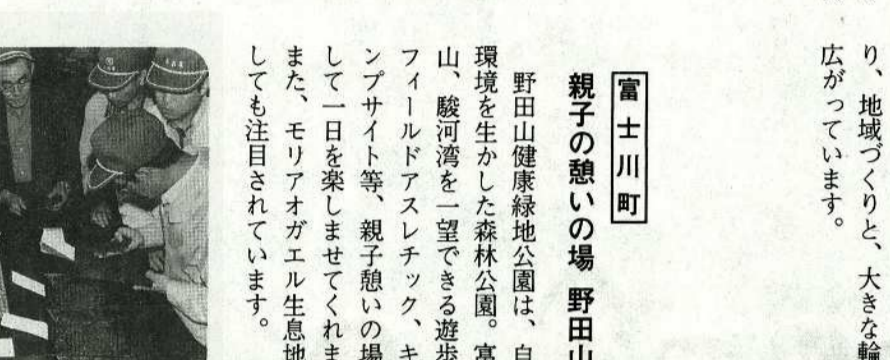 り、地域づくりと、大きな輪
広がっています。
富士川町
親子の憩いの場 野田山
野田山健康緑地公園は、自
環境を生かした森林公園。富
山、駿河湾を一望できる遊歩
フィールドアスレチック、キ
ンプサイト等、親子憩いの場
して一日を楽しませてくれま
また、モリアオガエル生息地
しても注目されています。